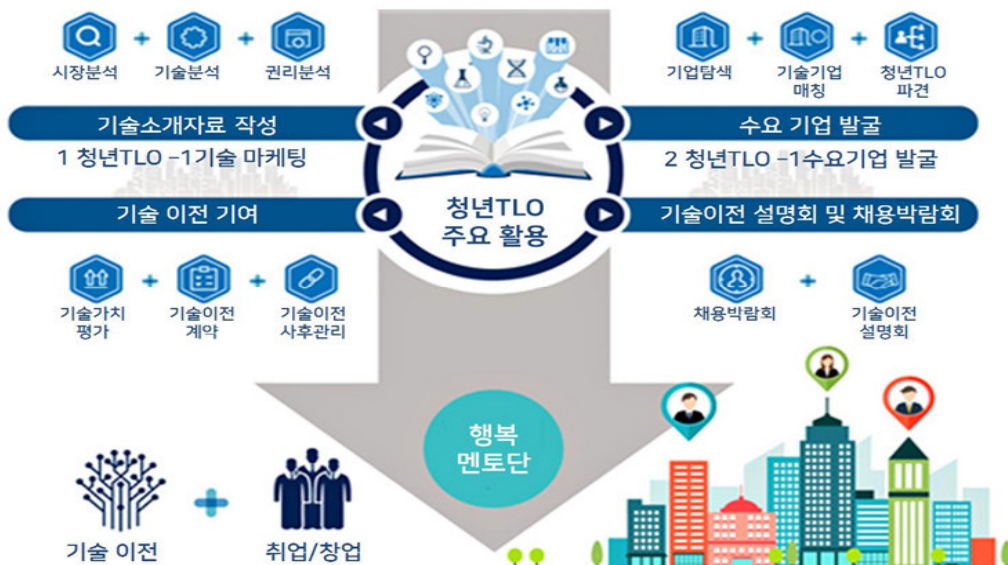 시장분석
기술분석
권리분석
기술소개자료 작성
1 청년TLO –1기술 마케팅
기술 이전 기여
기술가치
평가
기술이전
계약
기술이전
사후관리
청년TLO
주요 활용
기업탐색
기술기업
매칭
청년TLO
파견
수요 기업 발굴
2 청년TLO –1수요기업 발굴
기술이전 설명회 및 채용박람회
채용박람회
기술이전
설명회
행복
멘토단
기술 이전
취업/창업